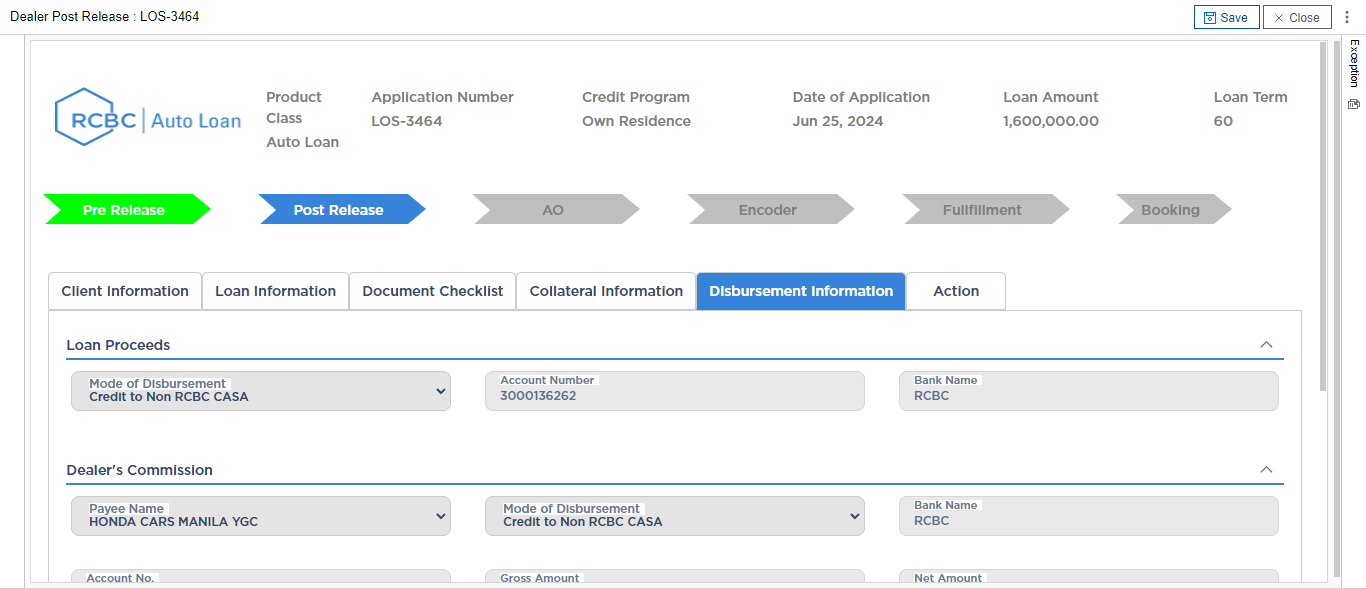 Dealer Post Release : LOS-3464
Save
Close
Exception
RCBC | Auto Loan
Product Class
Auto Loan
Application Number
LOS-3464
Credit Program
Own Residence
Date of Application
Jun 25, 2024
Loan Amount
1,600,000.00
Loan Term
60
Pre Release
Post Release
AO
Encoder
Fullfillment
Booking
Client Information
Loan Information
Document Checklist
Collateral Information
Disbursement Information
Action
Loan Proceeds
Mode of Disbursement
Credit to Non RCBC CASA
Account Number
3000136262
Bank Name
RCBC
Dealer's Commission
Payee Name
HONDA CARS MANILA YGC
Mode of Disbursement
Credit to Non RCBC CASA
Bank Name
RCBC
Account No.
Gross Amount
Net Amount